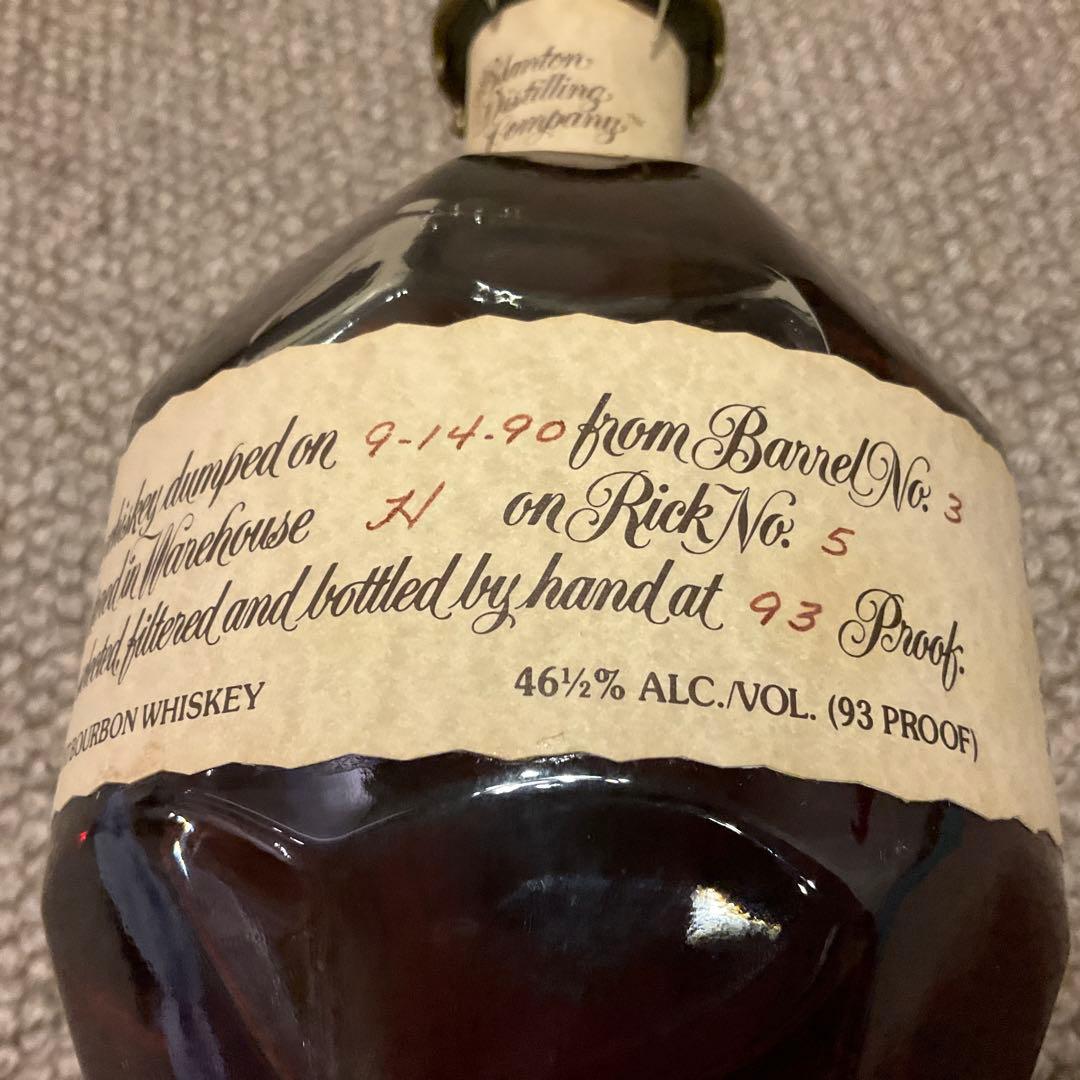 Blanton
Distilling
Company
whiskey dumped on 9-14-90 from Barrel No. 3
in Warehouse H on Rick No. 5
filtered and bottled by hand at 93 Proof.
BOURBON WHISKEY 46½% ALC./VOL. (93 PROOF)